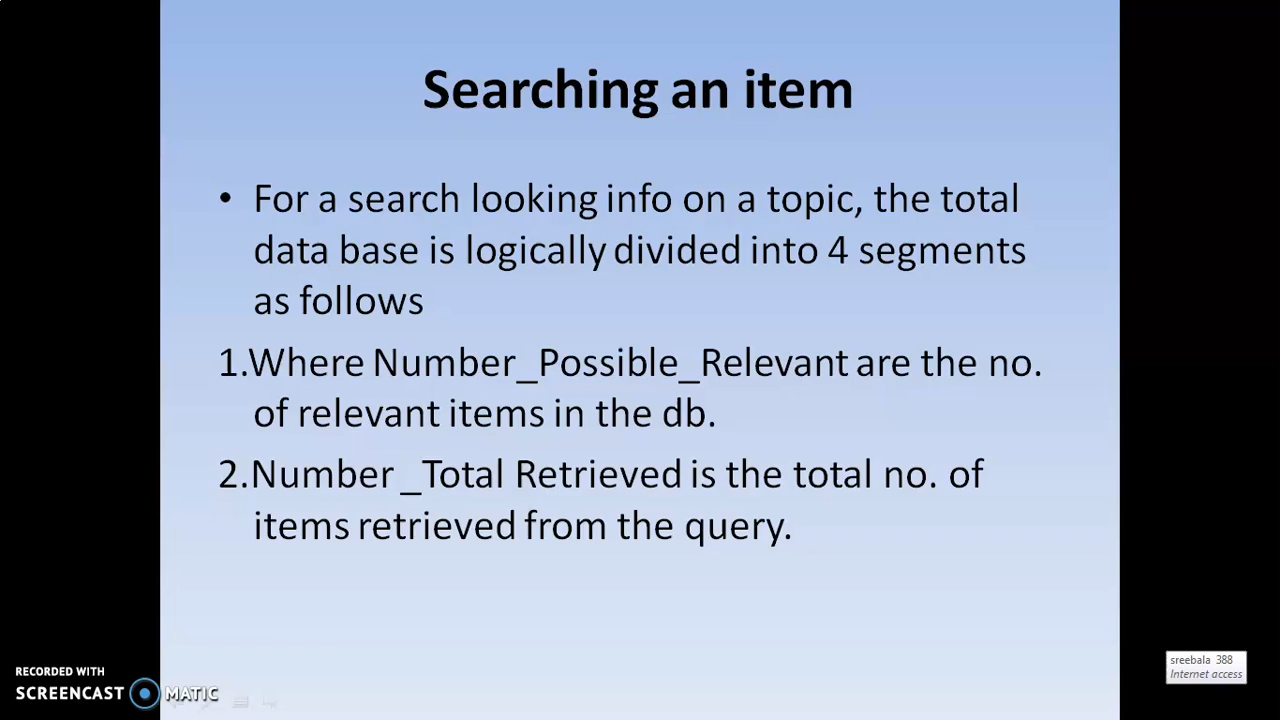 Searching an item
• For a search looking info on a topic, the total
data base is logically divided into 4 segments
as follows
1.Where Number_Possible_Relevant are the no.
of relevant items in the db.
2.Number _Total Retrieved is the total no. of
items retrieved from the query.
RECORDED WITH
SCREENCAST MATIC
sreebala 388
Internet access